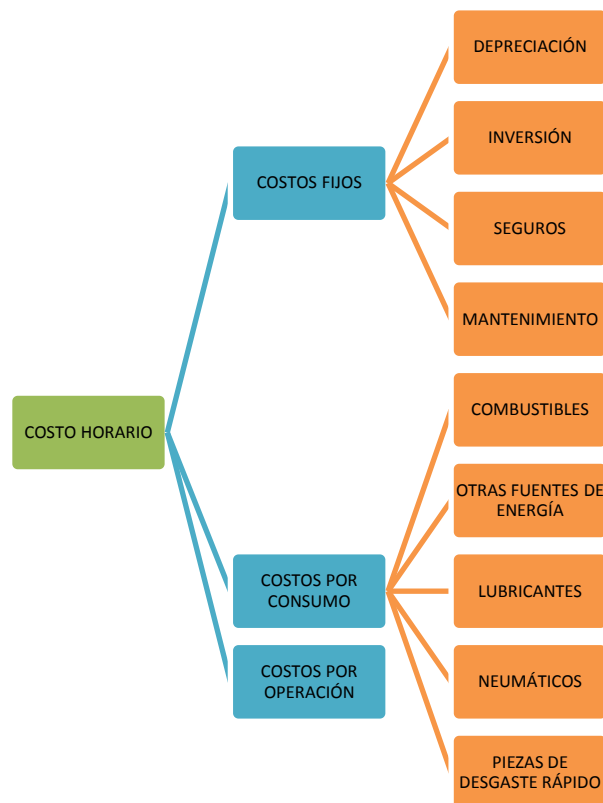 DEPRECIACIÓN
COSTOS FIJOS
INVERSIÓN
SEGUROS
MANTENIMIENTO
COSTO HORARIO
COMBUSTIBLES
OTRAS FUENTES DE
ENERGÍA
COSTOS POR
CONSUMO
LUBRICANTES
COSTOS POR
OPERACIÓN
NEUMÁTICOS
PIEZAS DE
DESGASTE RÁPIDO